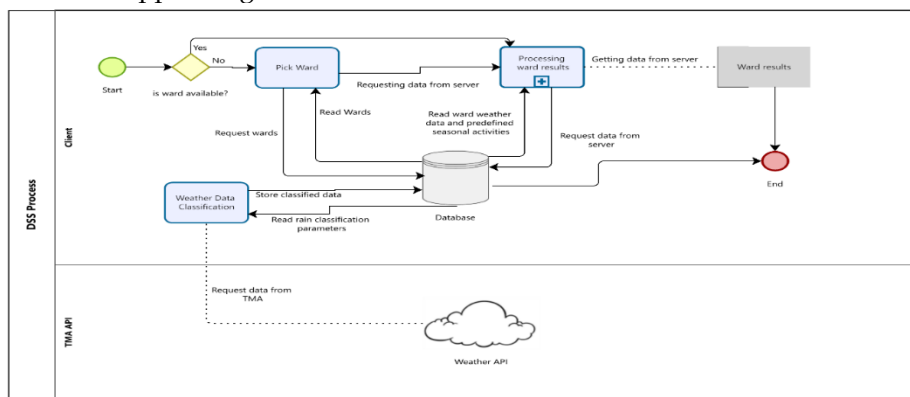 Yes
No
Start
is ward available?
Pick Ward
Requesting data from server
Processing
ward results
Getting data from server
Ward results
Request wards
Read Wards
Read ward weather
data and predefined
seasonal activities
Request data from
server
End
Client
DSS Process
Weather Data
Classification
Store classified data
Read rain classification
parameters
Database
Request data from
TMA
TMA API
Weather API